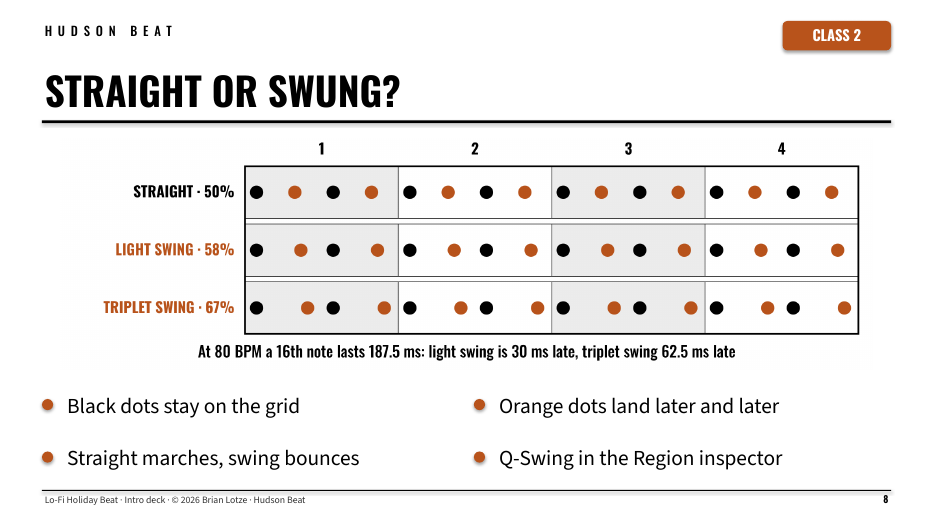 HUDSON BEAT
CLASS 2
STRAIGHT OR SWUNG?
1 2 3 4
STRAIGHT · 50%
LIGHT SWING · 58%
TRIPLET SWING · 67%
At 80 BPM a 16th note lasts 187.5 ms: light swing is 30 ms late, triplet swing 62.5 ms late
Black dots stay on the grid
Orange dots land later and later
Straight marches, swing bounces
Q-Swing in the Region inspector
Lo-Fi Holiday Beat · Intro deck · © 2026 Brian Lotze · Hudson Beat
8